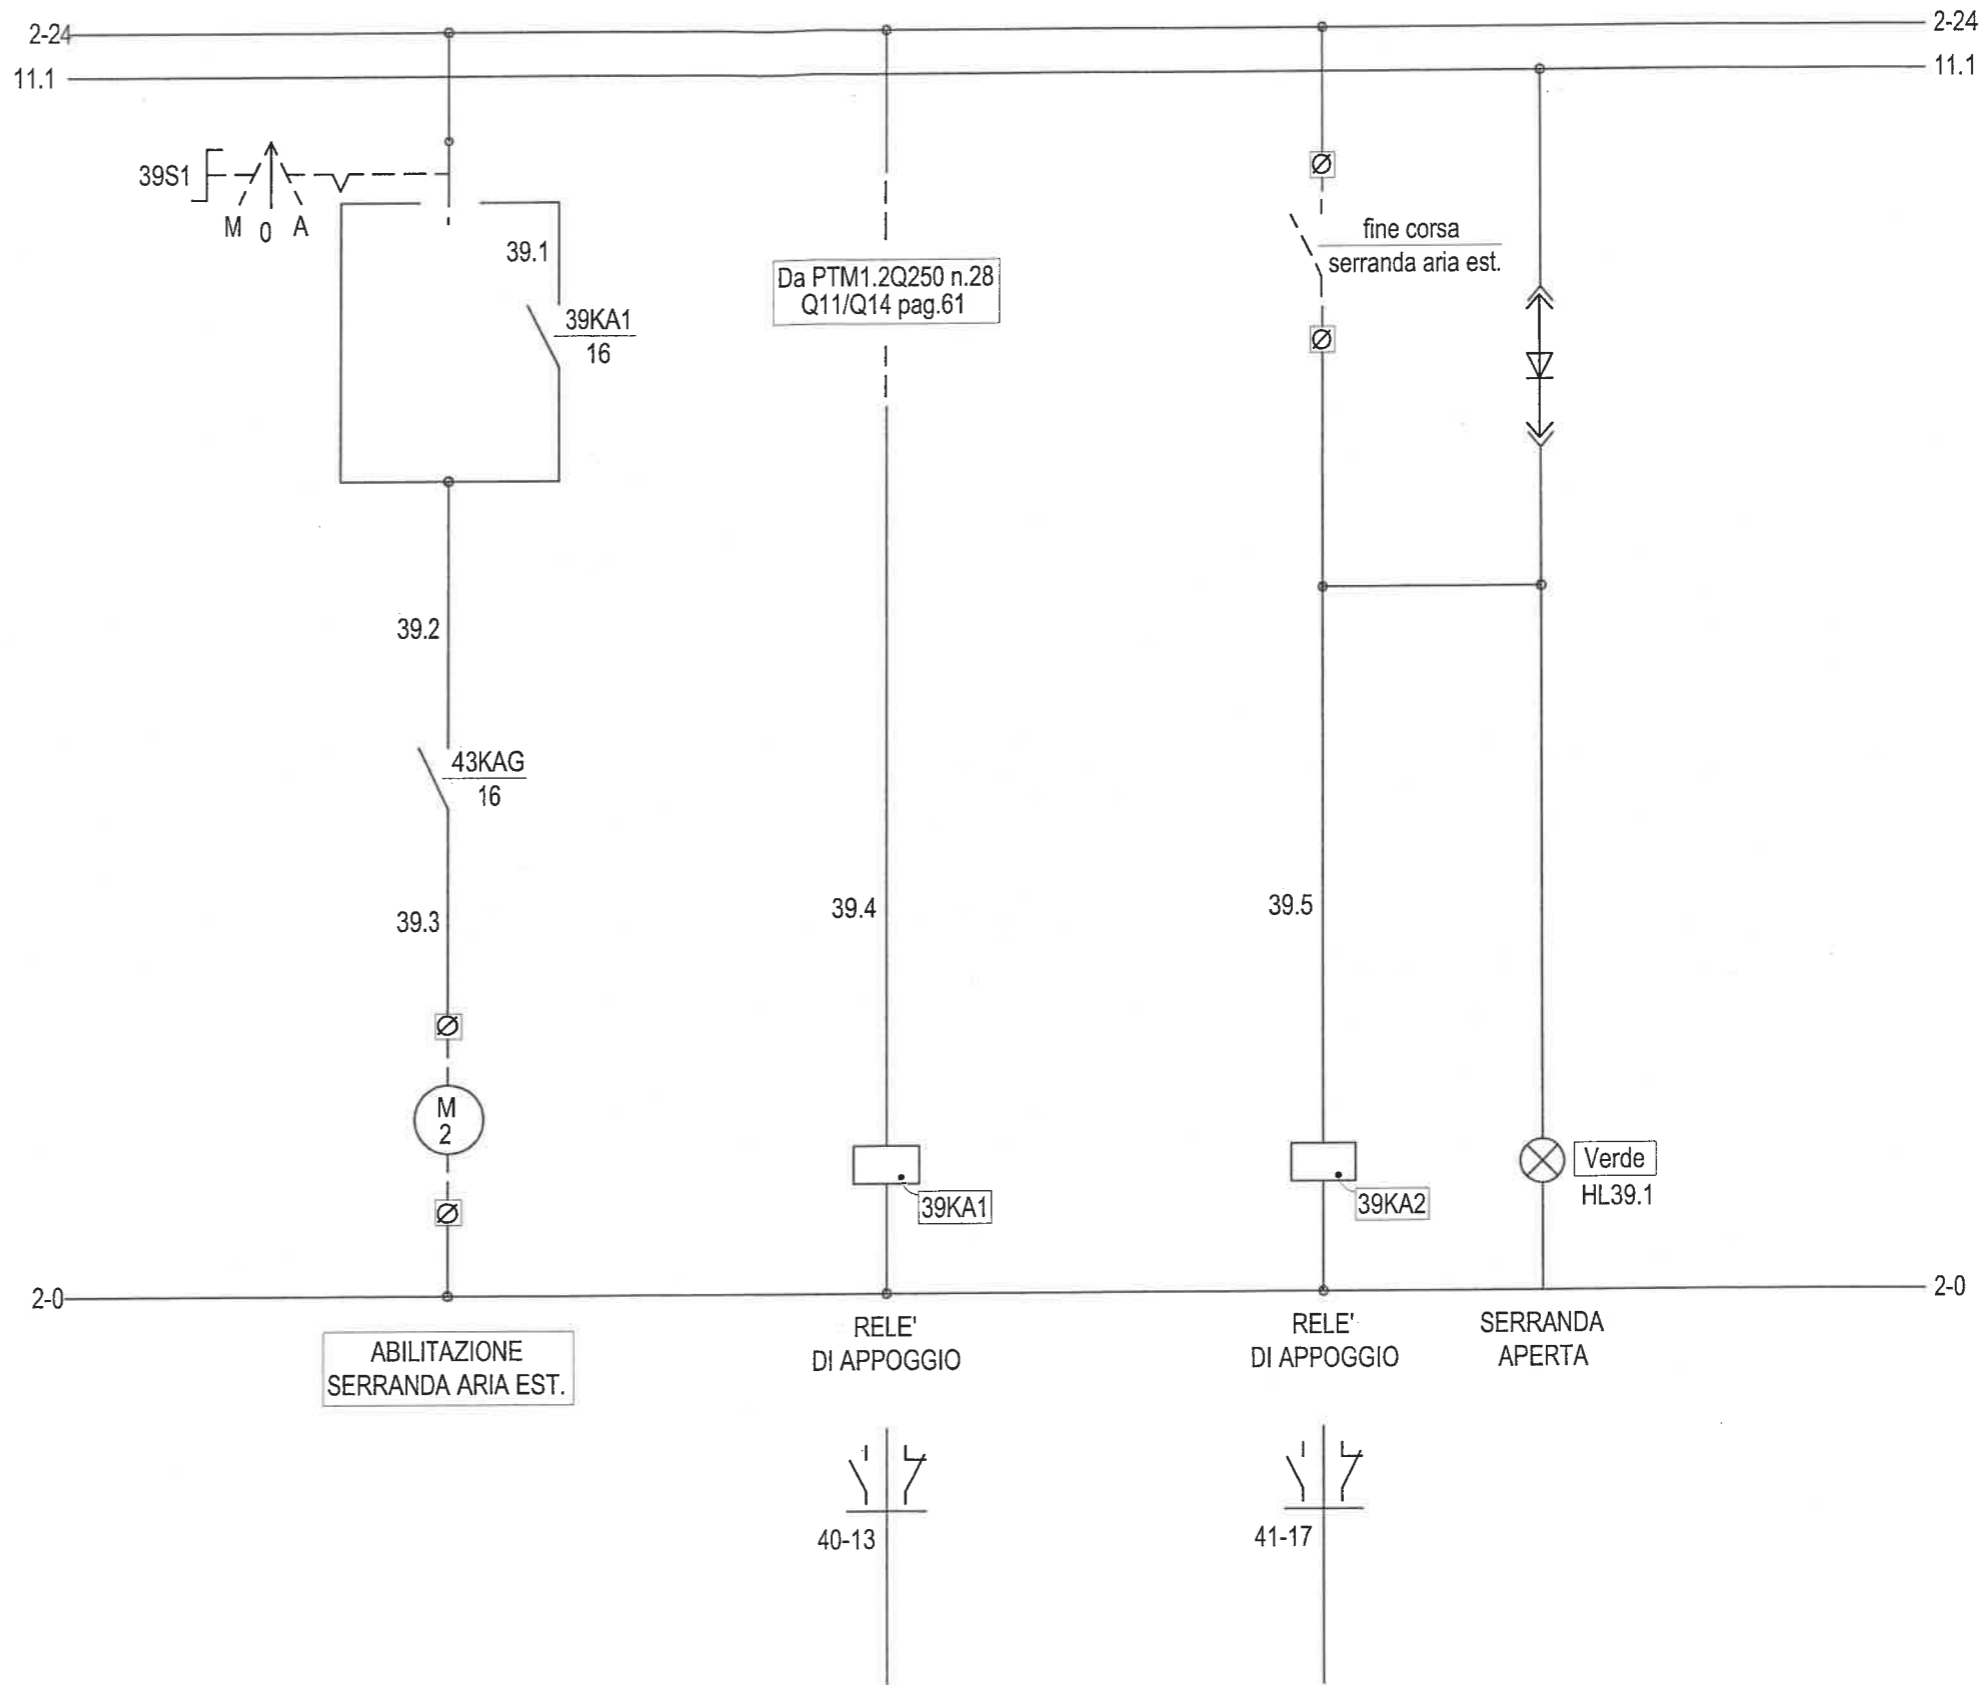 2-24
2-24
11.1
11.1
39S1
M 0 A
39.1
39KA1
16
Da PTM1.2Q250 n.28
Q11/Q14 pag.61
fine corsa
serranda aria est.
39.2
43KAG
16
39.3
39.4
39.5
M
2
39KA1
39KA2
Verde
HL39.1
2-0
2-0
ABILITAZIONE
SERRANDA ARIA EST.
RELE'
DI APPOGGIO
RELE'
DI APPOGGIO
SERRANDA
APERTA
40-13
41-17